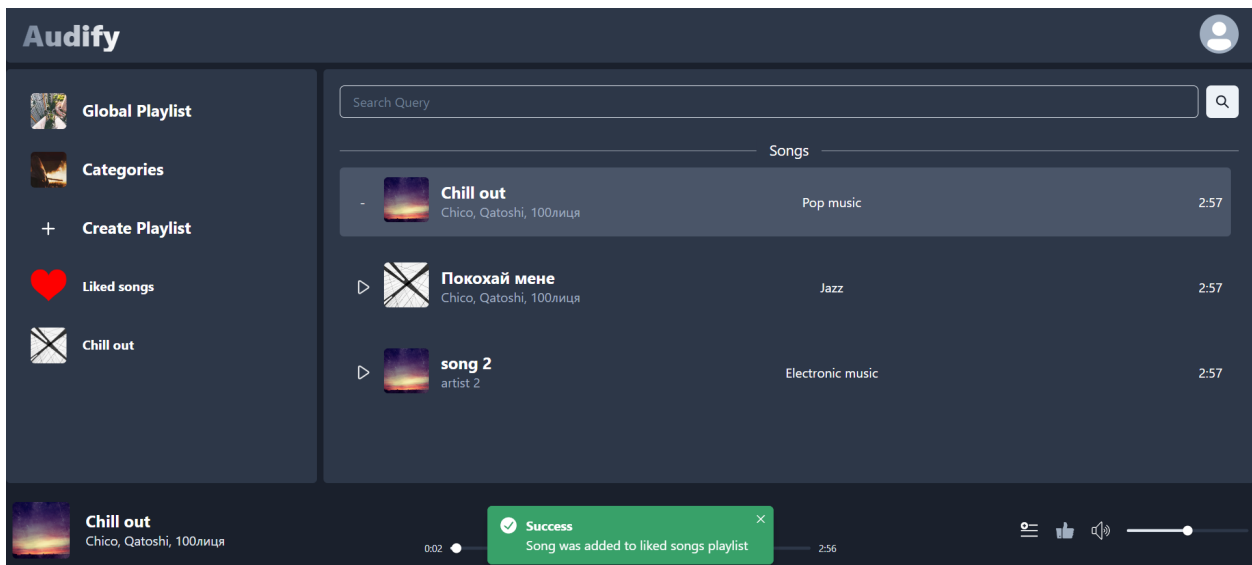 Audify
Global Playlist
Categories
Create Playlist
Liked songs
Chill out
Search Query
Songs
-
Chill out
Chico, Qatoshi, 100лиця
Pop music
2:57
Покохай мене
Chico, Qatoshi, 100лиця
Jazz
2:57
song 2
artist 2
Electronic music
2:57
Chill out
Chico, Qatoshi, 100лиця
0:02
Success
Song was added to liked songs playlist
2:56